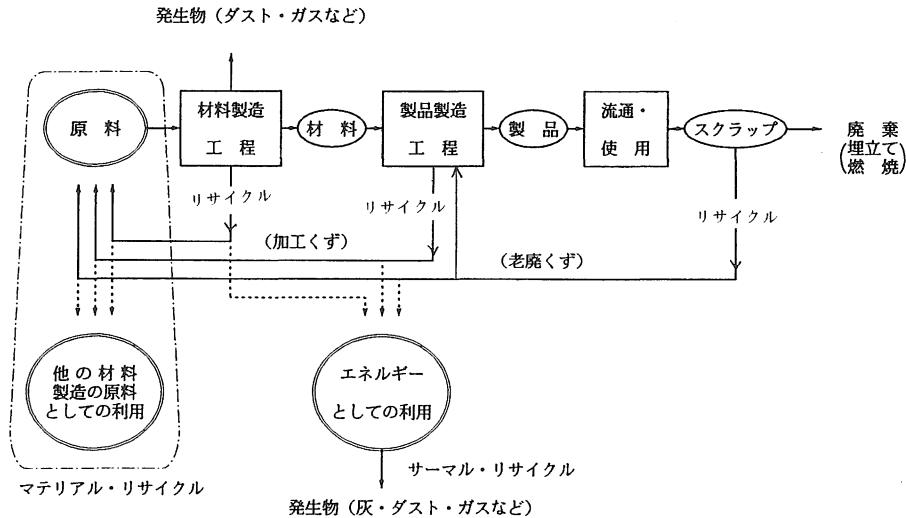 発生物(ダスト・ガスなど)
原料
材料製造
工程
材料
製品製造
工程
製品
流通・
使用
スクラップ
廃棄
(埋立て
燃焼)
リサイクル
リサイクル
リサイクル
(加工くず)
(老廃くず)
他の材料
製造の原料
としての利用
エネルギー
としての利用
サーマル・リサイクル
マテリアル・リサイクル
発生物(灰・ダスト・ガスなど)